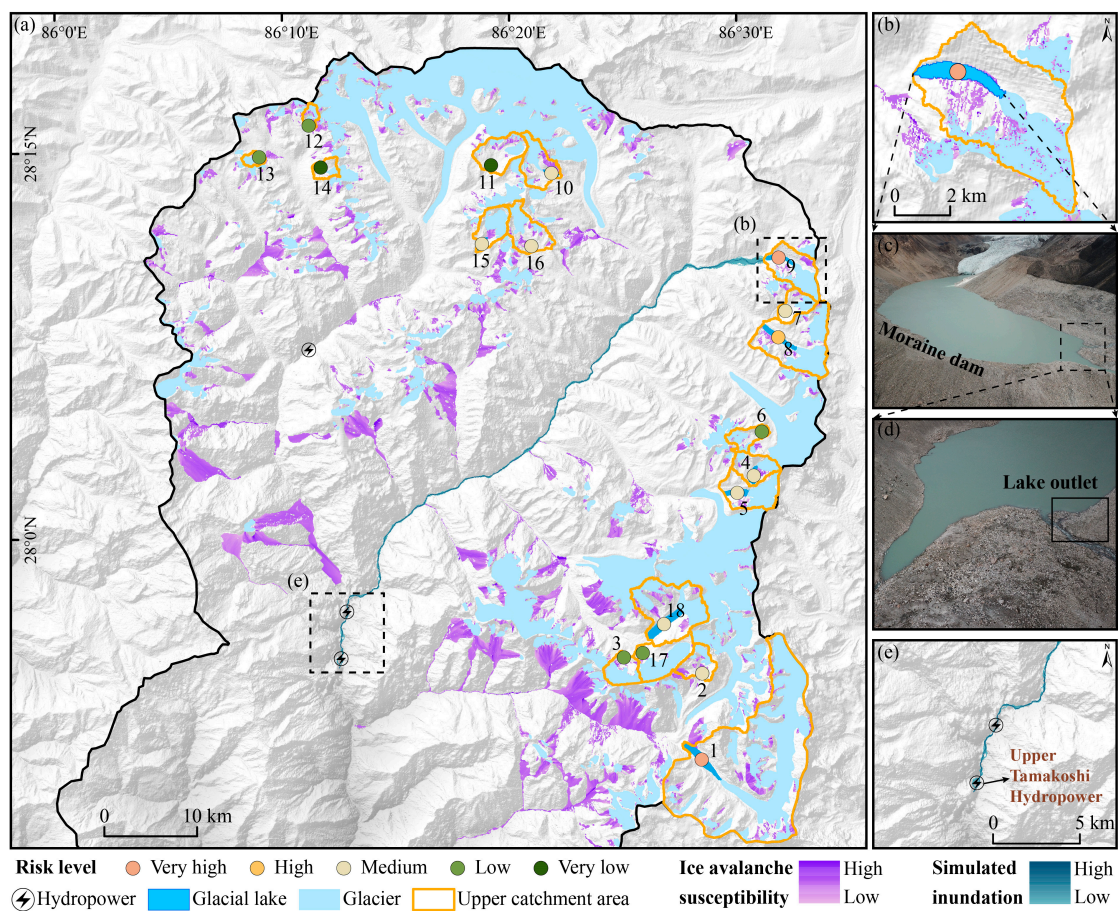 (a)
86°0'E
86°10'E
86°20'E
86°30'E
28°15'N
28°0'N
12
13
14
11
10
15
16
(b)
9
7
8
6
4
5
(e)
18
3
17
2
1
0
10 km
(b)
N
0
2 km
(c)
Moraine dam
(d)
Lake outlet
(e)
N
Upper
Tamakoshi
Hydropower
0
5 km
Risk level
Very high
High
Medium
Low
Very low
Hydropower
Glacial lake
Glacier
Upper catchment area
Ice avalanche
susceptibility
High
Low
Simulated
inundation
High
Low